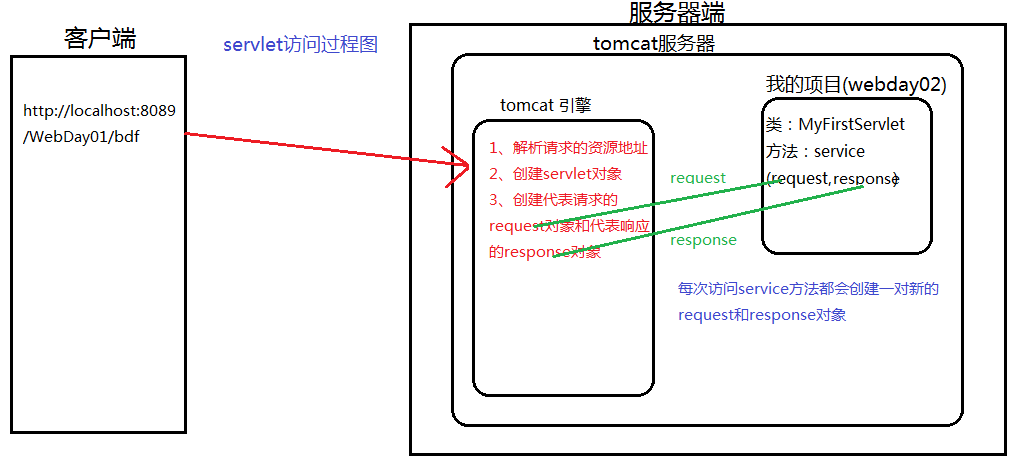 服务器端
客户端
servlet访问过程图
tomcat服务器
http://localhost:8089
/WebDay01/bdf
tomcat 引擎
1、解析请求的资源地址
2、创建servlet对象
3、创建代表请求的
request对象和代表响应
的response对象
request
response
我的项目(webday02)
类：MyFirstServlet
方法：service
(request,response)
每次访问service方法都会创建一对新的
request和response对象